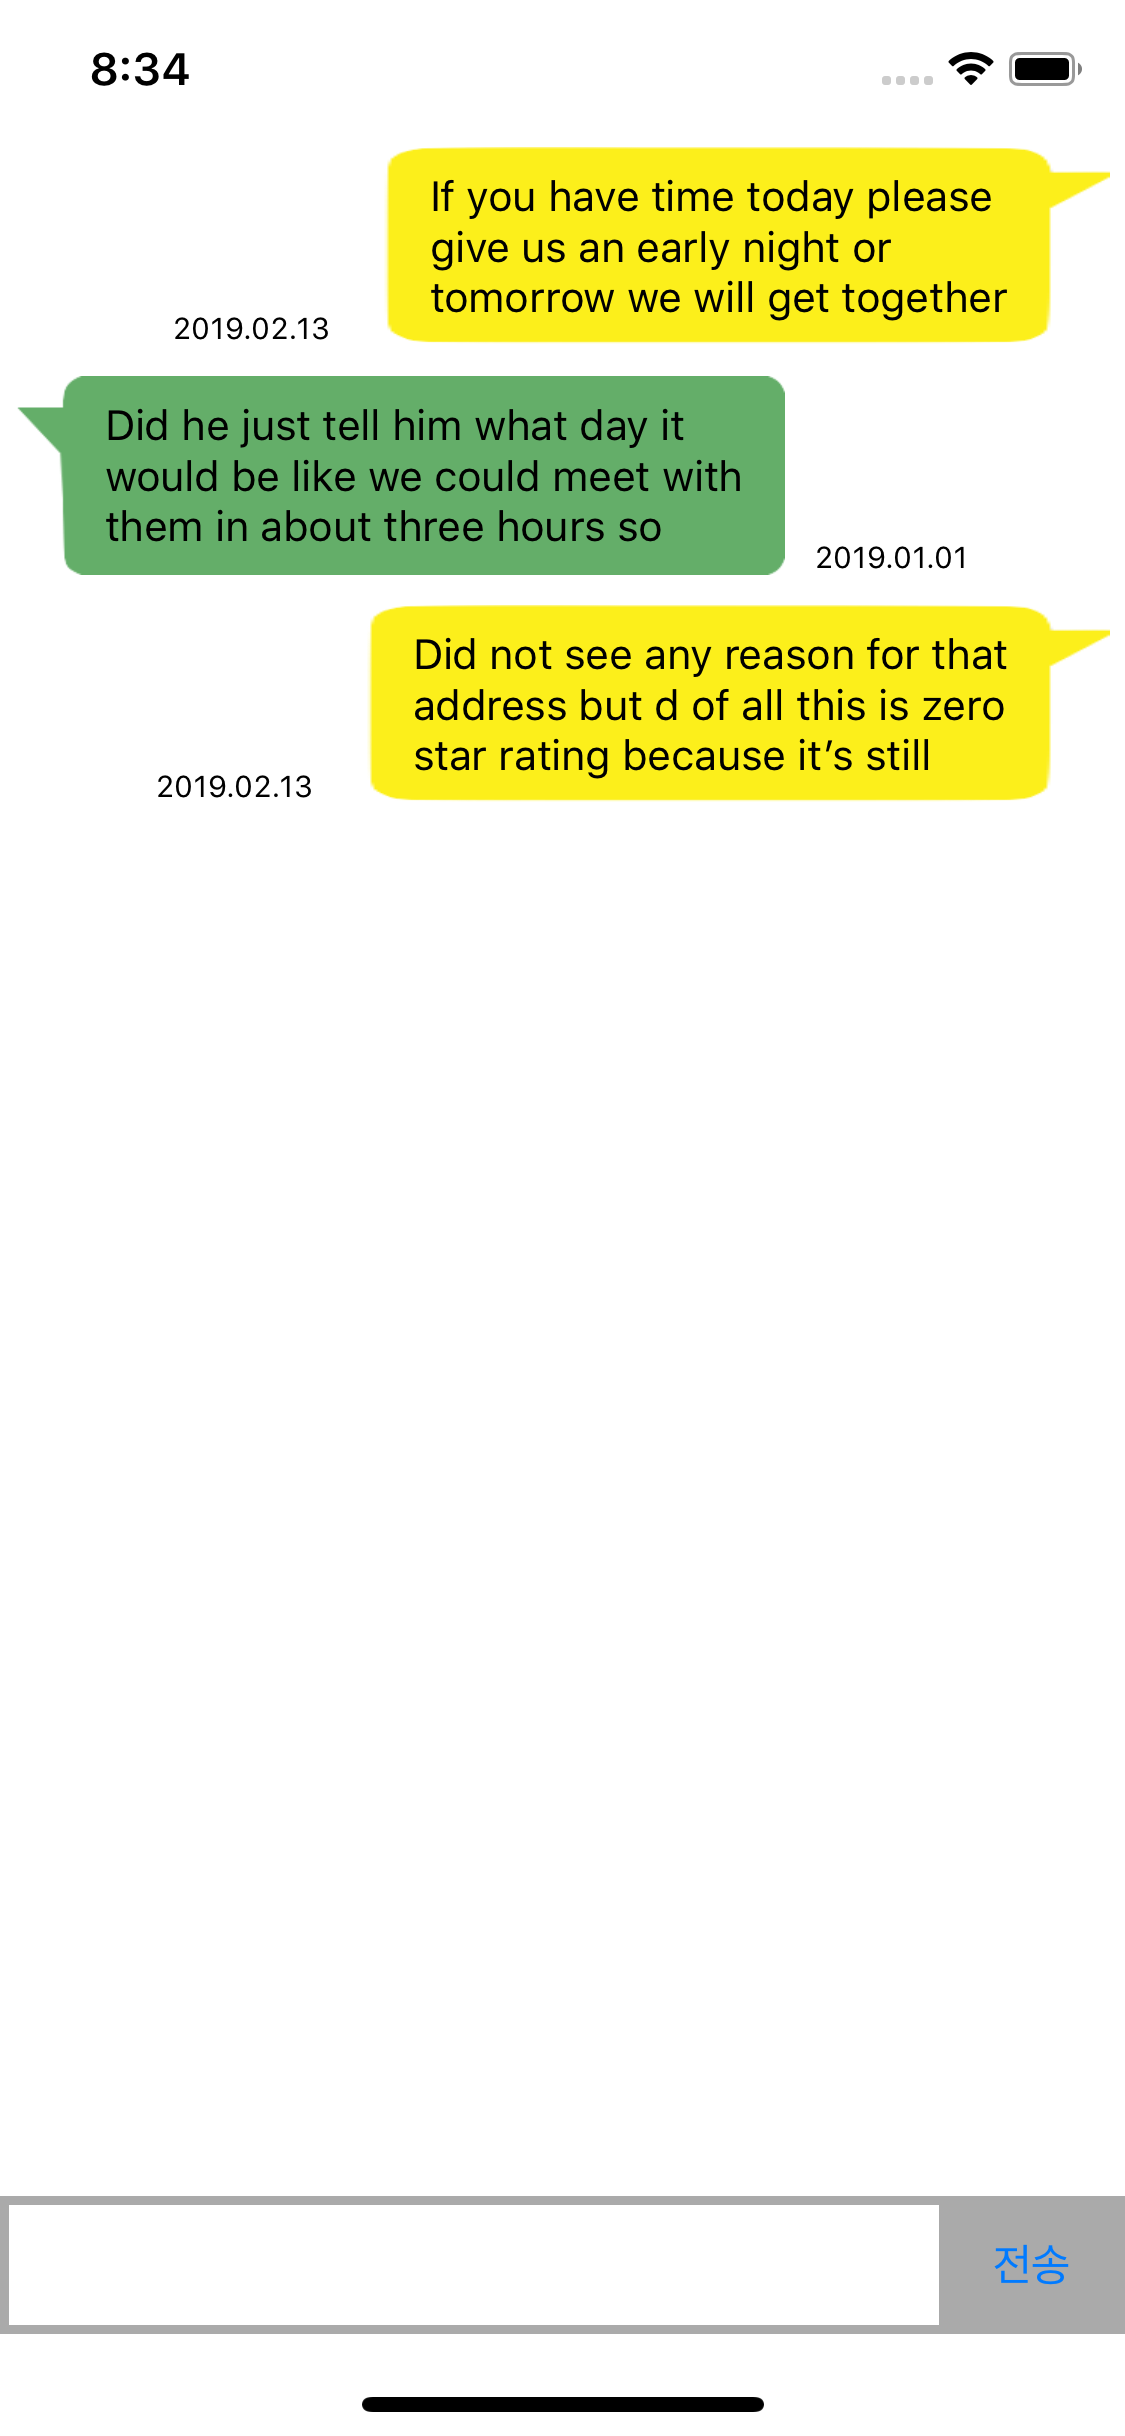 8:34
If you have time today please
give us an early night or
tomorrow we will get together
2019.02.13
Did he just tell him what day it
would be like we could meet with
them in about three hours so
2019.01.01
Did not see any reason for that
address but d of all this is zero
star rating because it’s still
2019.02.13
전송